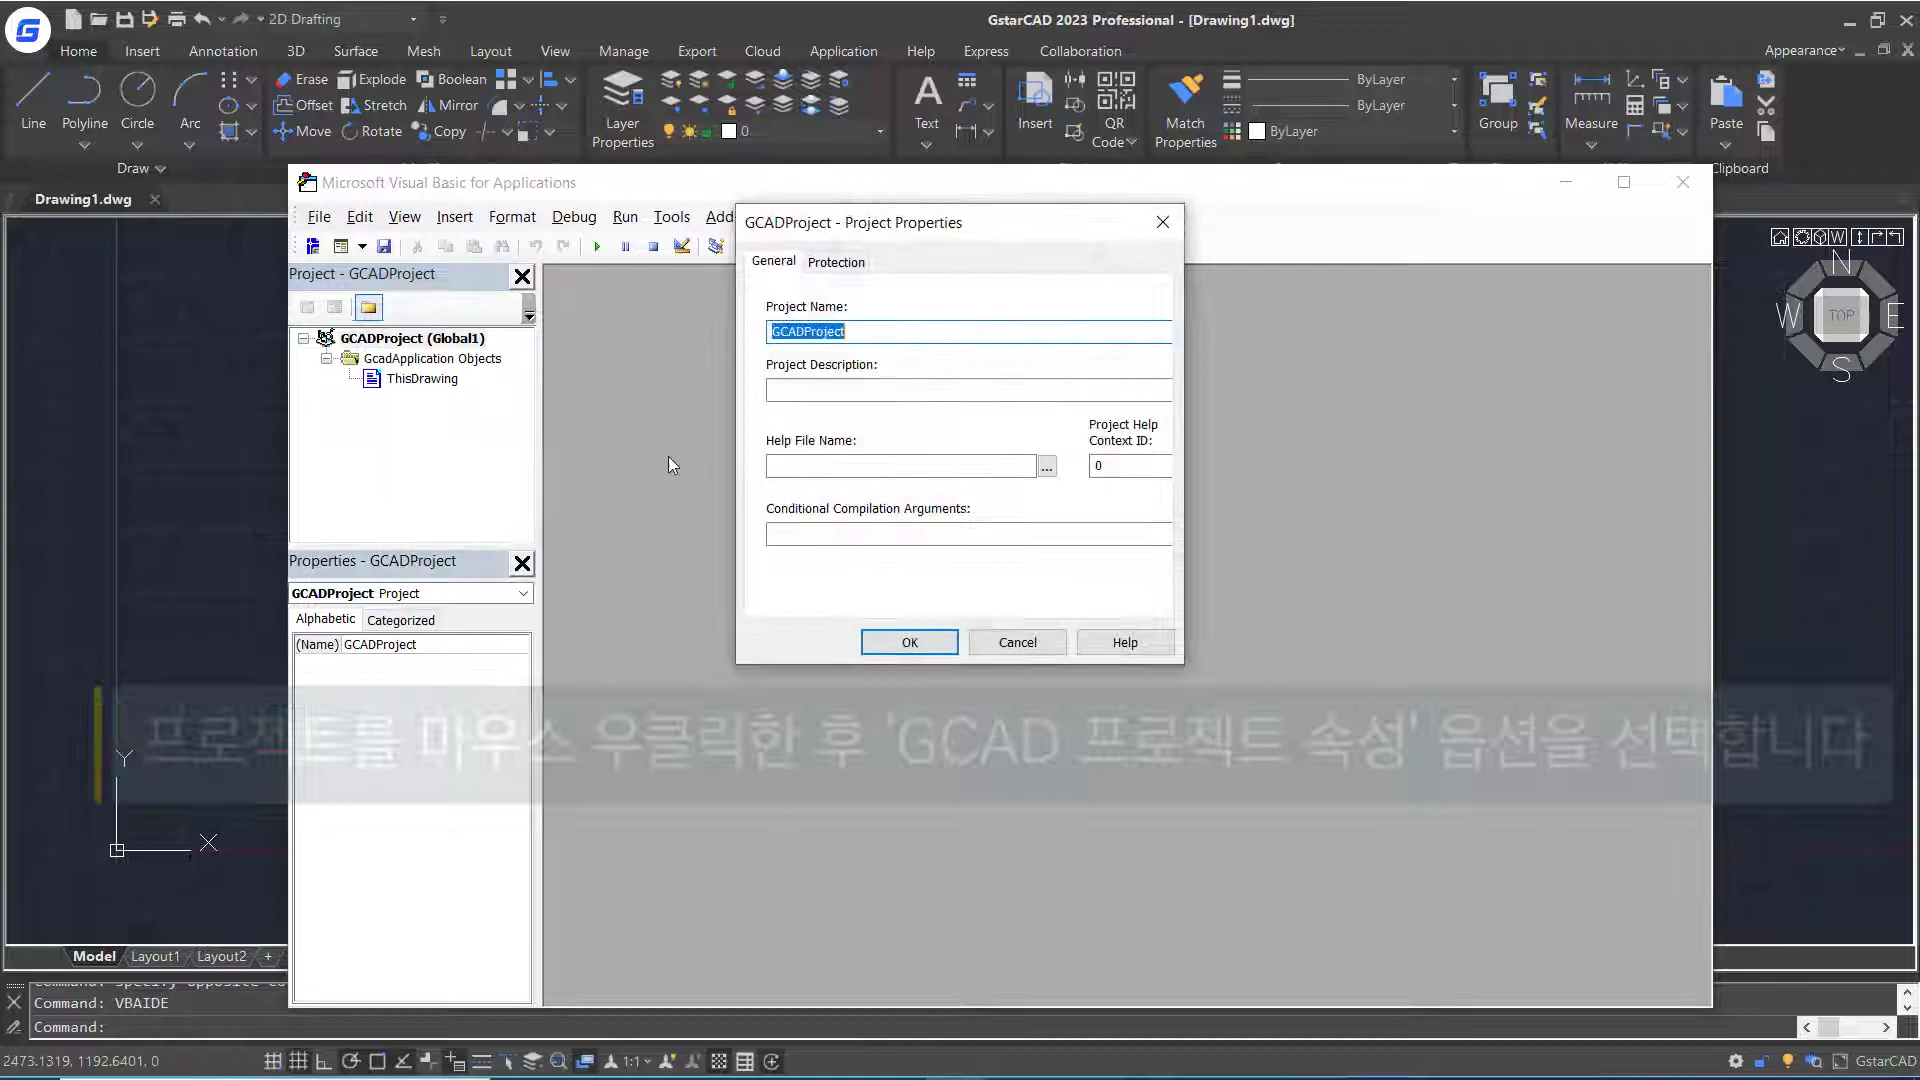 2D Drafting
GstarCAD 2023 Professional - [Drawing1.dwg]
Home Insert Annotation 3D Surface Mesh Layout View Manage Export Cloud Application Help Express Collaboration
Appearance
Line Polyline Circle Arc
Draw
Erase Explode Boolean
Offset Stretch Mirror
Move Rotate Copy
Layer
Properties
0
Text
Insert
QR
Code
Match
Properties
ByLayer
ByLayer
ByLayer
Group
Measure
Paste
Clipboard
Drawing1.dwg
Microsoft Visual Basic for Applications
File Edit View Insert Format Debug Run Tools Add
Project - GCADProject
GCADProject (Global1)
GcadApplication Objects
ThisDrawing
Properties - GCADProject
GCADProject Project
Alphabetic Categorized
(Name) GCADProject
GCADProject - Project Properties
General Protection
Project Name:
GCADProject
Project Description:
Help File Name:
...
Project Help
Context ID:
0
Conditional Compilation Arguments:
OK Cancel Help
W
N
W TOP E
S
프로젝트를 마우스 우클릭한 후 'GCAD 프로젝트 속성' 옵션을 선택합니다
Y
X
Model Layout1 Layout2 +
Command: VBAIDE
Command:
2473.1319, 1192.6401, 0
1:1
GstarCAD